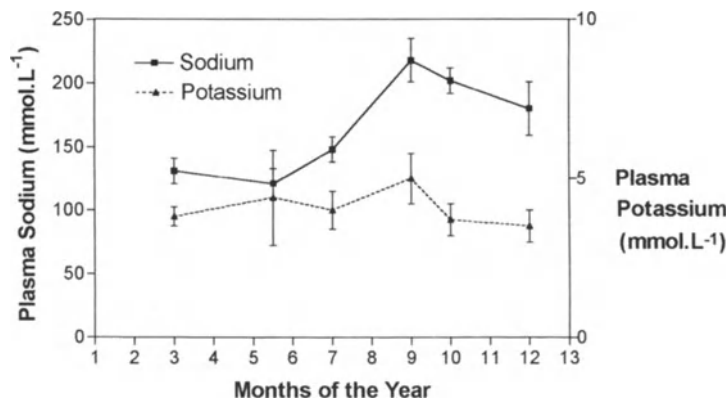 250
200
150
100
50
0
Plasma Sodium (mmol.L-1)
Sodium
Potassium
10
5
0
Plasma
Potassium
(mmol.L-1)
1 2 3 4 5 6 7 8 9 10 11 12 13
Months of the Year